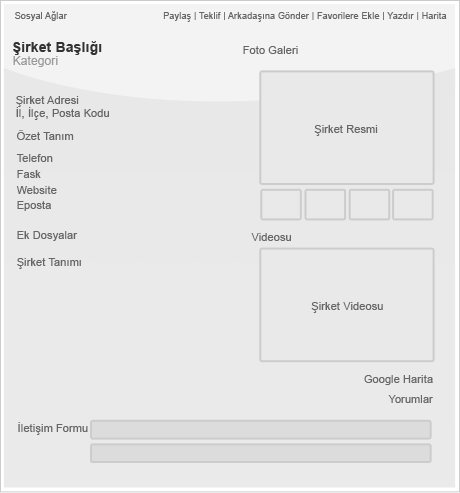 Sosyal Ağlar
Paylaş | Teklif | Arkadaşına Gönder | Favorilere Ekle | Yazdır | Harita
Şirket Başlığı
Kategori
Foto Galeri
Şirket Adresi
İl, İlçe, Posta Kodu
Şirket Resmi
Özet Tanım
Telefon
Fask
Website
Eposta
Ek Dosyalar
Videosu
Şirket Tanımı
Şirket Videosu
Google Harita
Yorumlar
İletişim Formu